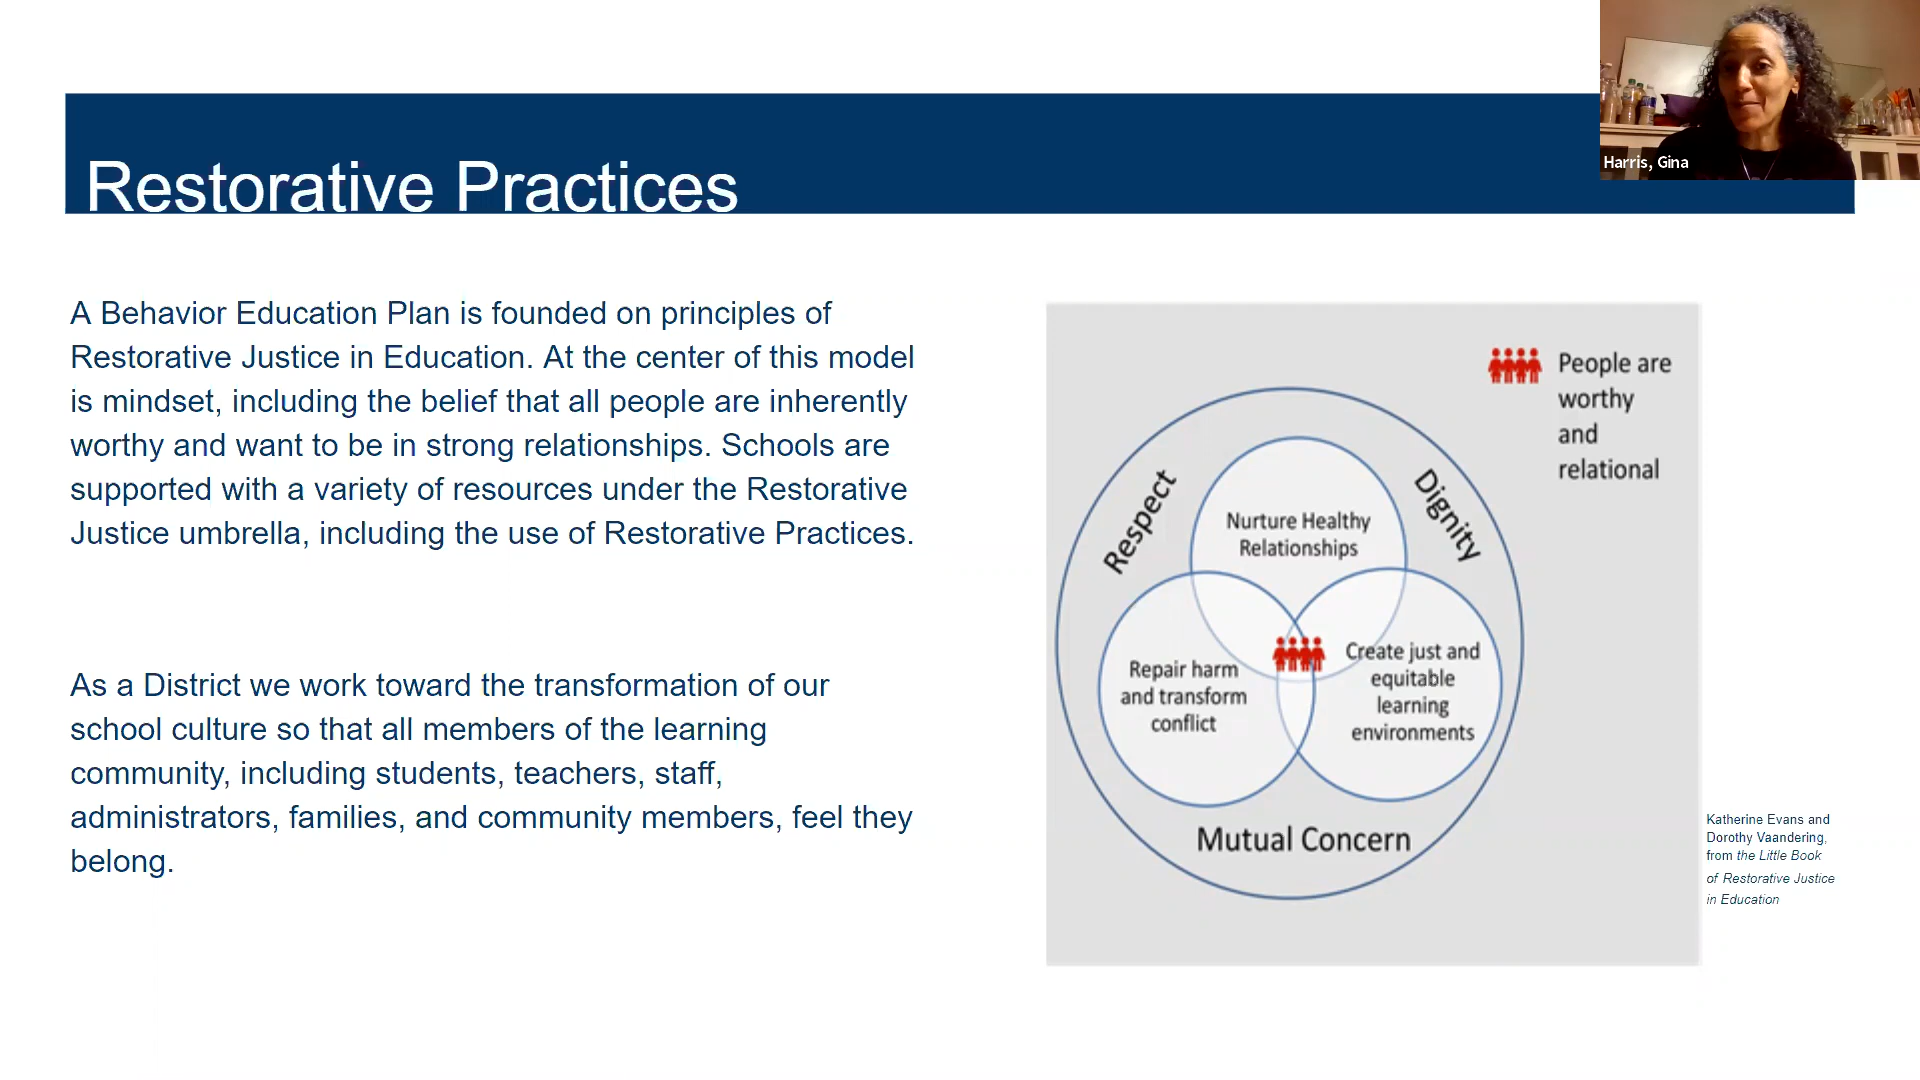 Harris, Gina
Restorative Practices
A Behavior Education Plan is founded on principles of
Restorative Justice in Education. At the center of this model
is mindset, including the belief that all people are inherently
worthy and want to be in strong relationships. Schools are
supported with a variety of resources under the Restorative
Justice umbrella, including the use of Restorative Practices.
As a District we work toward the transformation of our
school culture so that all members of the learning
community, including students, teachers, staff,
administrators, families, and community members, feel they
belong.
People are
worthy
and
relational
Respect
Dignity
Nurture Healthy
Relationships
Repair harm
and transform
conflict
Create just and
equitable
learning
environments
Mutual Concern
Katherine Evans and
Dorothy Vaandering,
from the Little Book
of Restorative Justice
in Education